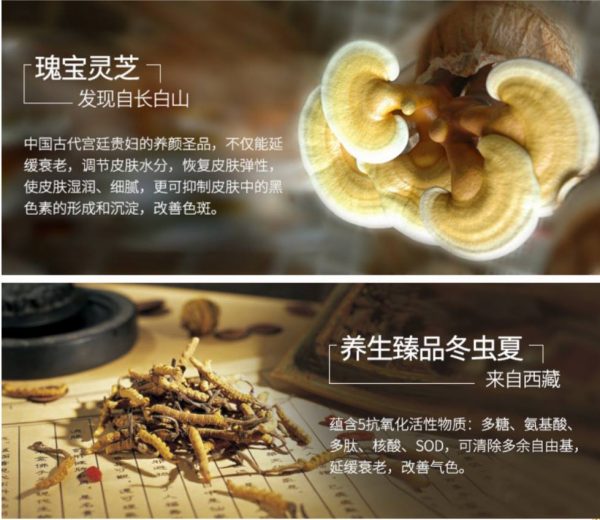 瑰宝灵芝
发现自长白山
中国古代宫廷贵妇的养颜圣品，不仅能延
缓衰老，调节皮肤水分，恢复皮肤弹性，
使皮肤湿润、细腻，更可抑制皮肤中的黑
色素的形成和沉淀，改善色斑。
养生臻品冬虫夏
来自西藏
蕴含5抗氧化活性物质：多糖、氨基酸、
多肽、核酸、SOD，可清除多余自由基，
延缓衰老，改善气色。